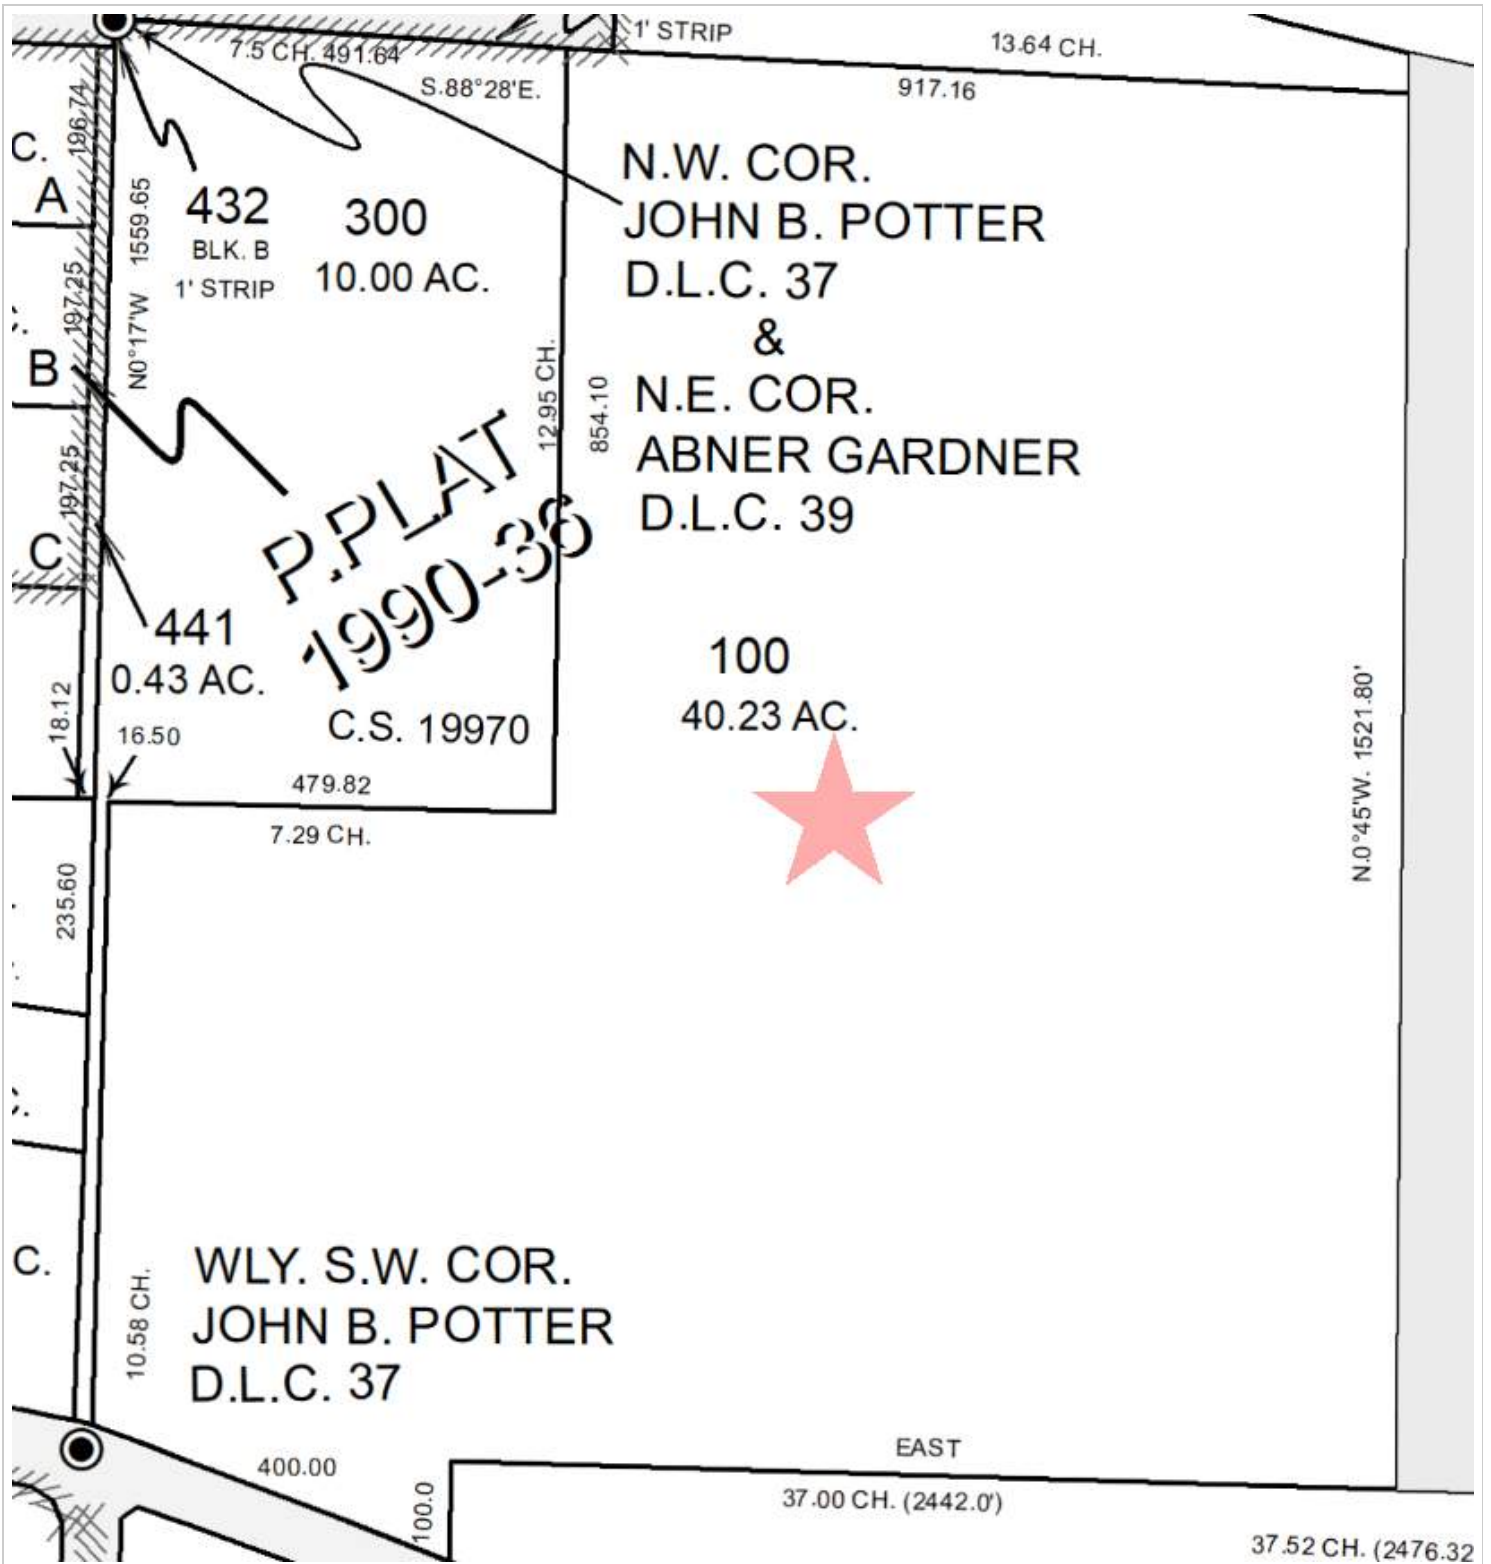 1' STRIP
13.64 CH.
7.5 CH. 491.64
S.88°28'E.
917.16
196.74
C.
A
N0°17'W 1559.65
432
BLK. B
1' STRIP
300
10.00 AC.
N.W. COR.
JOHN B. POTTER
D.L.C. 37
&
N.E. COR.
ABNER GARDNER
D.L.C. 39
197.25
B
12.95 CH.
854.10
P.PLAT
1990-36
197.25
C
441
0.43 AC.
C.S. 19970
100
40.23 AC.
18.12
16.50
479.82
7.29 CH.
N.0°45'W. 1521.80'
235.60
C.
C.
10.58 CH.
WLY. S.W. COR.
JOHN B. POTTER
D.L.C. 37
400.00
100.0
EAST
37.00 CH. (2442.0')
37.52 CH. (2476.32